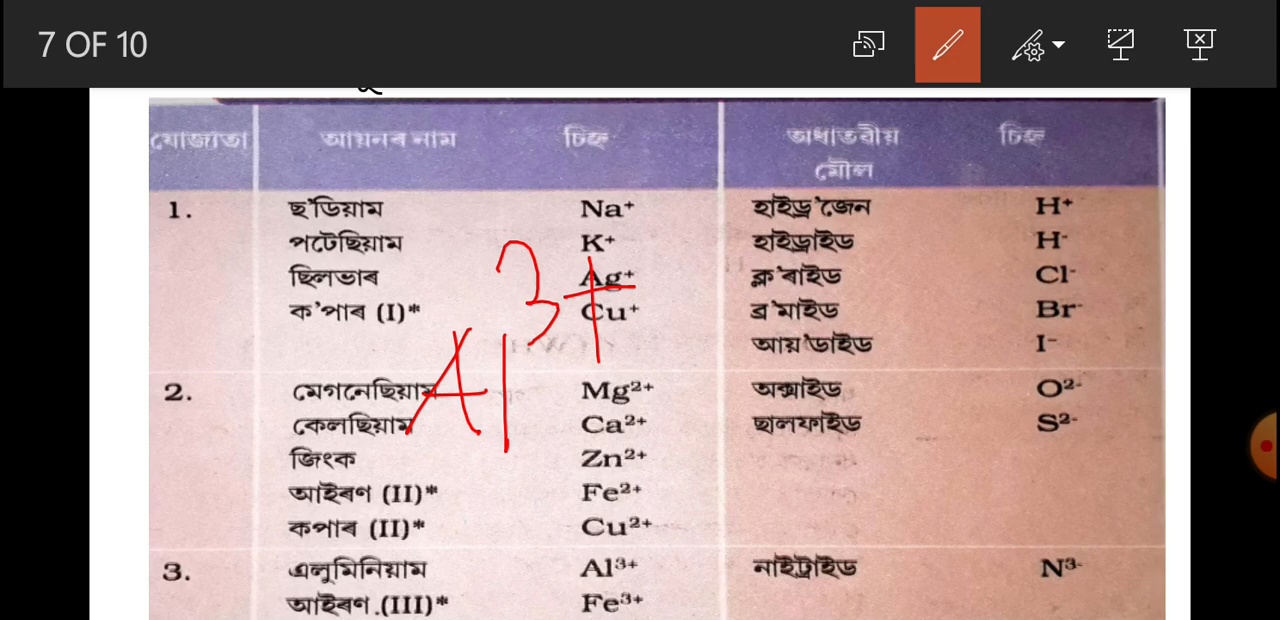 7 OF 10
যোজ্যতা আয়নৰ নাম চিহ্ন অধাতৱীয় মৌল চিহ্ন
1. ছ'ডিয়াম Na⁺ হাইড্ৰ'জেন H⁺
পটেছিয়াম K⁺ হাইড্ৰাইড H⁻
ছিলভাৰ Ag⁺ ক্ল'ৰাইড Cl⁻
ক'পাৰ (I)* Cu⁺ ব্ৰ'মাইড Br⁻
আয়'ডাইড I⁻
Al³⁺
2. মেগনেছিয়াম Mg²⁺ অক্সাইড O²⁻
কেলছিয়াম Ca²⁺ ছালফাইড S²⁻
জিংক Zn²⁺
আইৰণ (II)* Fe²⁺
কপাৰ (II)* Cu²⁺
3. এলুমিনিয়াম Al³⁺ নাইট্ৰাইড N³⁻
আইৰণ.(III)* Fe³⁺